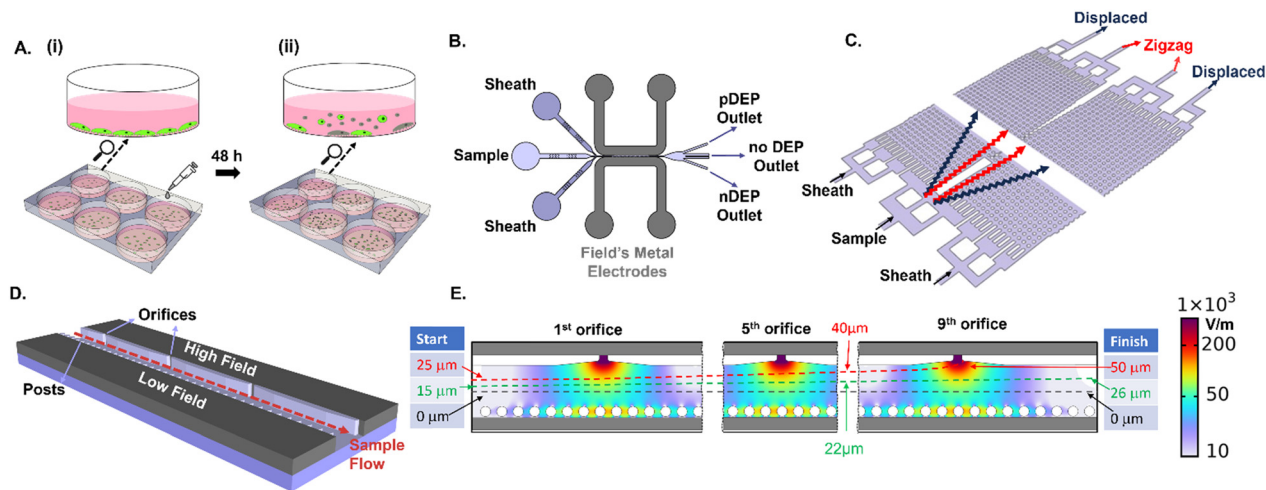 A. (i)
(ii)
48 h
B.
Sheath
Sample
Sheath
pDEP
Outlet
no DEP
Outlet
nDEP
Outlet
Field's Metal
Electrodes
C.
Displaced
Zigzag
Displaced
Sheath
Sample
Sheath
D.
Orifices
High Field
Posts
Low Field
Sample
Flow
E.
Start
25 µm
15 µm
0 µm
1st orifice
5th orifice
40µm
9th orifice
22µm
Finish
50 µm
26 µm
0 µm
1×10³
V/m
200
50
10